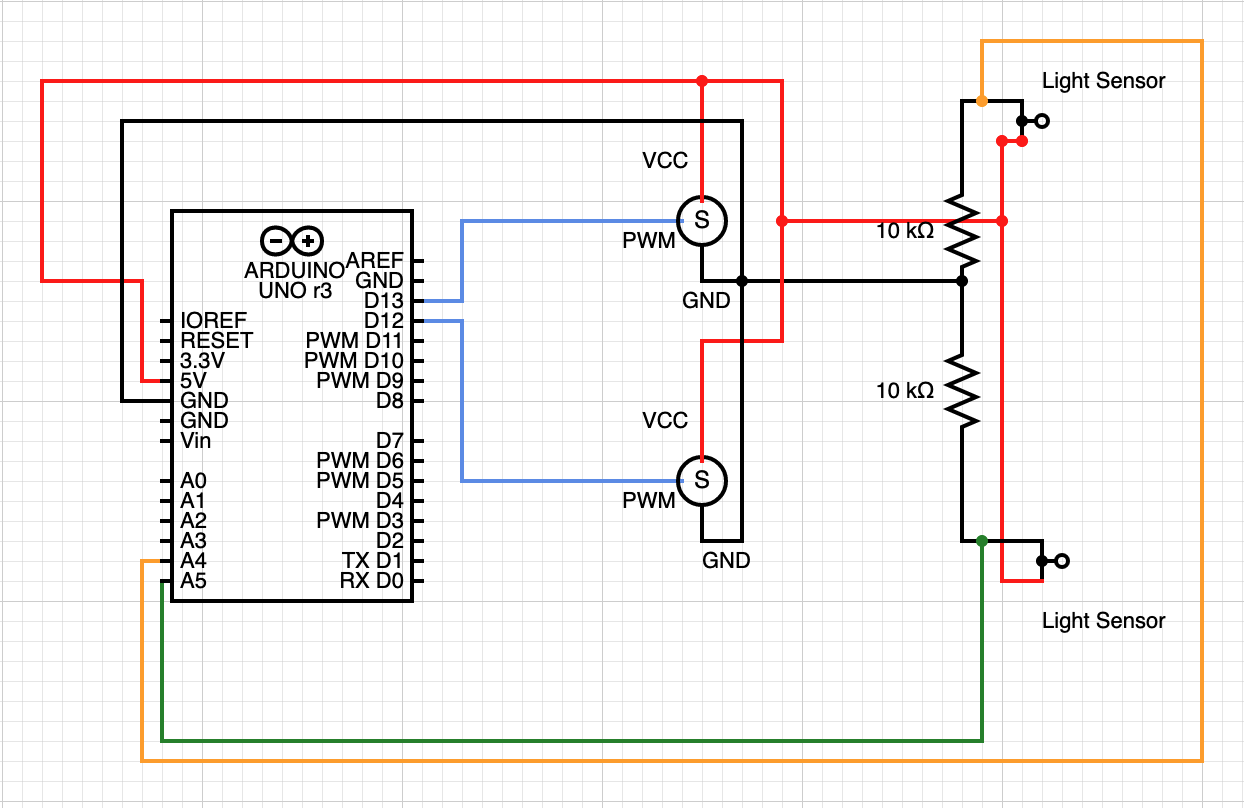 Light Sensor
VCC
S
PWM
10 kΩ
ARDUINO
UNO r3
AREF
GND
D13
GND
IOREF
D12
RESET
PWM D11
3.3V
PWM D10
5V
PWM D9
10 kΩ
GND
D8
GND
VCC
Vin
D7
PWM D6
A0
PWM D5
S
A1
D4
PWM
A2
PWM D3
A3
D2
A4
TX D1
GND
A5
RX D0
Light Sensor